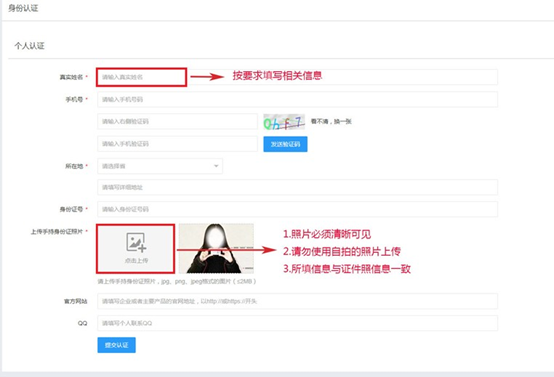 身份认证
个人认证
真实姓名 *
请输入真实姓名
按要求填写相关信息
手机号 *
请输入手机号码
请输入右侧验证码
看不清，换一张
请输入手机验证码
发送验证码
所在地 *
请选择省
请填写详细地址
身份证号 *
请输入身份证号码
上传手持身份证照片 *
点击上传
1.照片必须清晰可见
2.请勿使用自拍的照片上传
3.所填信息与证件照信息一致
请上传手持身份证照片，jpg、png、jpeg格式的图片（≤2MB）
官方网站
请填写企业或者主要产品的官网地址，以http://或https://开头
QQ
请填写个人联系QQ
提交认证